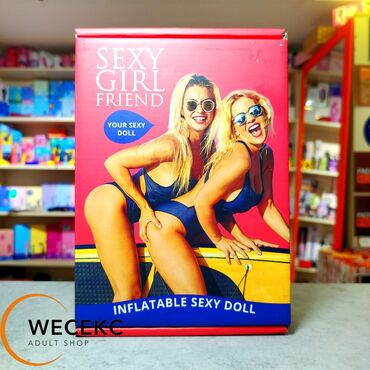 SEXY
GIRL
FRIEND
YOUR SEXY
DOLL
INFLATABLE SEXY DOLL
WECEKC
ADULT SHOP